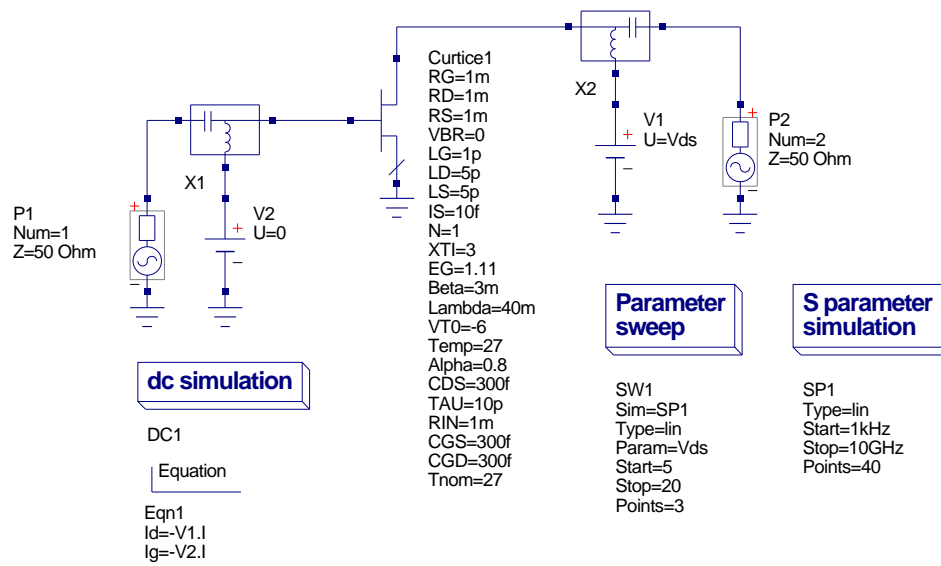 Curtice1
RG=1m
RD=1m
RS=1m
VBR=0
LG=1p
LD=5p
LS=5p
IS=10f
N=1
XTI=3
EG=1.11
Beta=3m
Lambda=40m
VT0=-6
Temp=27
Alpha=0.8
CDS=300f
TAU=10p
RIN=1m
CGS=300f
CGD=300f
Tnom=27
X2
V1
U=Vds
P2
Num=2
Z=50 Ohm
X1
P1
Num=1
Z=50 Ohm
V2
U=0
dc simulation
DC1
Equation
Eqn1
Id=-V1.I
Ig=-V2.I
Parameter
sweep
SW1
Sim=SP1
Type=lin
Param=Vds
Start=5
Stop=20
Points=3
S parameter
simulation
SP1
Type=lin
Start=1kHz
Stop=10GHz
Points=40